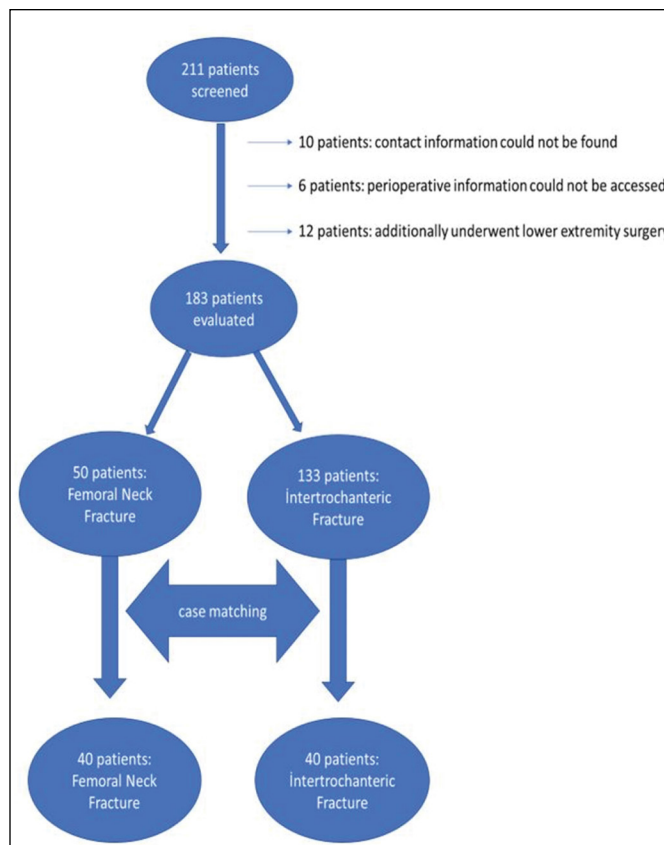 211 patients
screened
10 patients: contact information could not be found
6 patients: perioperative information could not be accessed
12 patients: additionally underwent lower extremity surgery
183 patients
evaluated
50 patients:
Femoral Neck
Fracture
133 patients:
İntertrochanteric
Fracture
case matching
40 patients:
Femoral Neck
Fracture
40 patients:
İntertrochanteric
Fracture